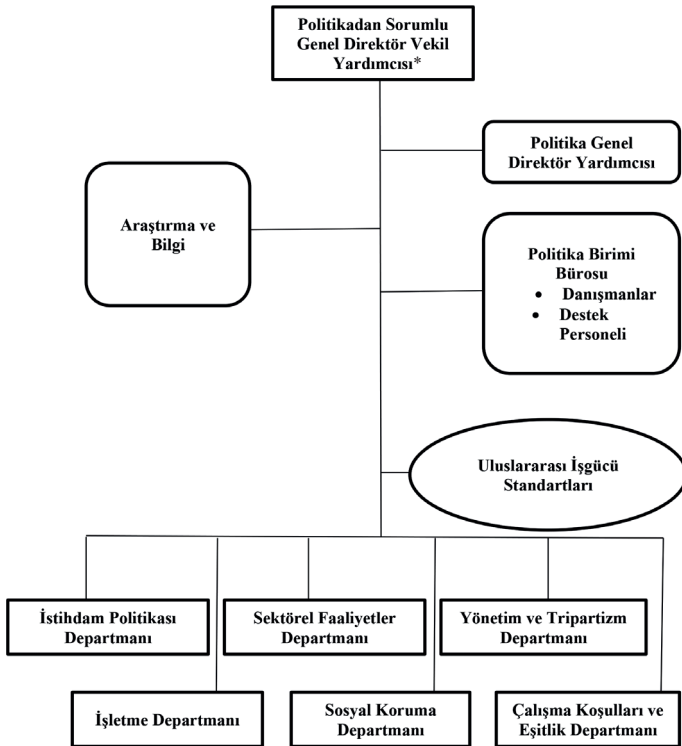 Politikadan Sorumlu
Genel Direktör Vekil
Yardımcısı*
Politika Genel
Direktör Yardımcısı
Araştırma ve
Bilgi
Politika Birimi
Bürosu
• Danışmanlar
• Destek
Personeli
Uluslararası İşgücü
Standartları
İstihdam Politikası
Departmanı
Sektörel Faaliyetler
Departmanı
Yönetim ve Tripartizm
Departmanı
İşletme Departmanı
Sosyal Koruma
Departmanı
Çalışma Koşulları ve
Eşitlik Departmanı